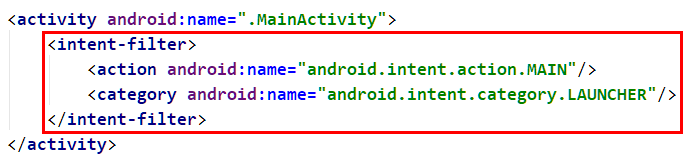 <activity android:name=".MainActivity">
<intent-filter>
<action android:name="android.intent.action.MAIN"/>
<category android:name="android.intent.category.LAUNCHER"/>
</intent-filter>
</activity>